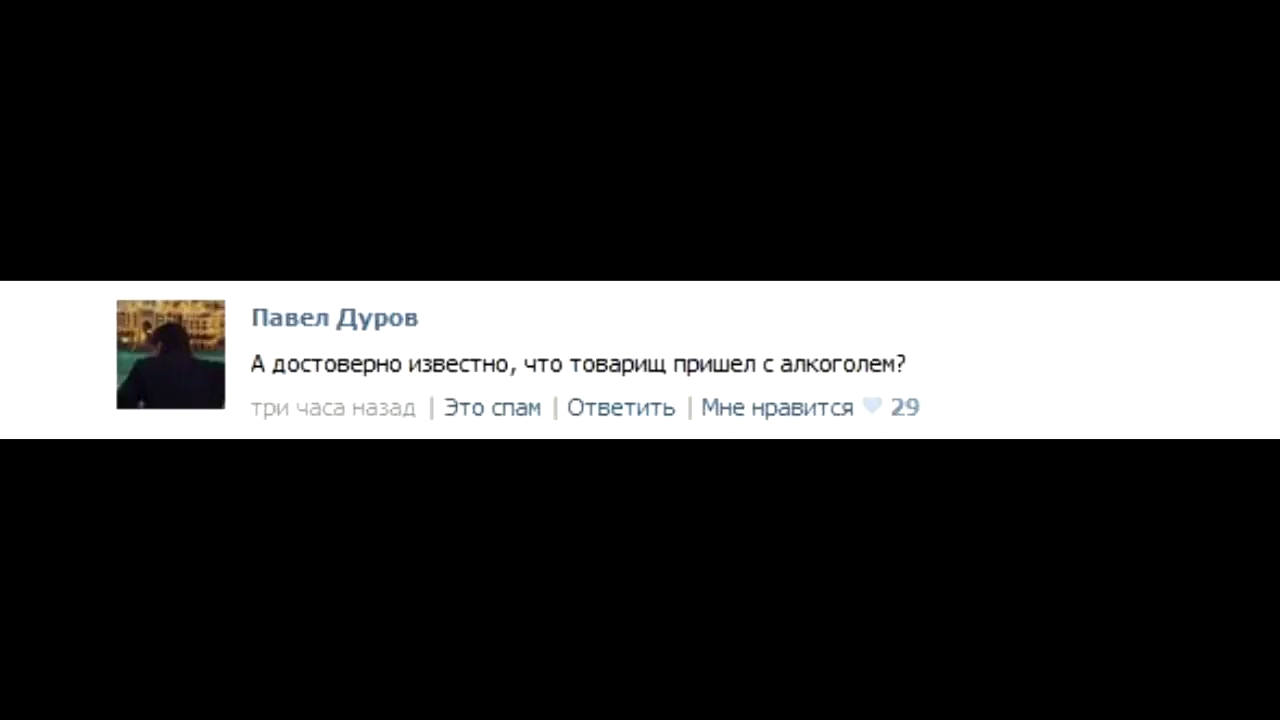 Павел Дуров
А достоверно известно, что товарищ пришел с алкоголем?
три часа назад | Это спам | Ответить | Мне нравится 29